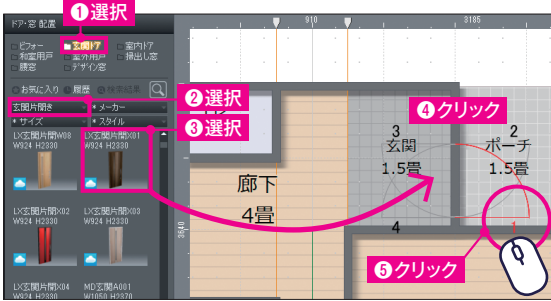 ❶選択
ドア・窓 配置
ビフォー 玄関ドア 室内ドア
和室用戸 室外用戸 掃出し窓
腰窓 デザイン窓
お気に入り 履歴 検索結果
玄関片開き * メーカー
* サイズ * スタイル
❷選択
❸選択
LX玄関片開W08 LX玄関片開X01
W924 H2330 W924 H2330
LX玄関片開X02 LX玄関片開X03
W924 H2330 W924 H2330
LX玄関片開X04 MD玄関A001
W924 H2330 W1050 H2370
910 3185
3640
廊下
4畳
❹クリック
3
玄関
1.5畳
2
ポーチ
1.5畳
4
1
❺クリック